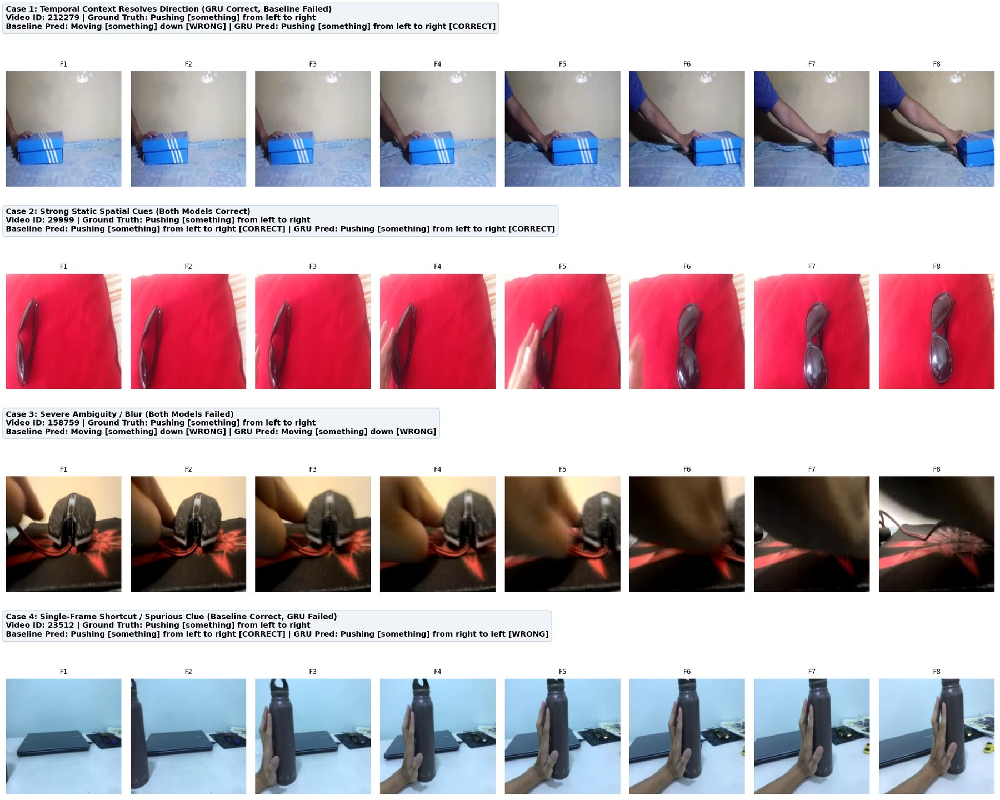 Case 1: Temporal Context Resolves Direction (GRU Correct, Baseline Failed)
Video ID: 212279 | Ground Truth: Pushing [something] from left to right
Baseline Pred: Moving [something] down [WRONG] | GRU Pred: Pushing [something] from left to right [CORRECT]
F1 F2 F3 F4 F5 F6 F7 F8
Case 2: Strong Static Spatial Cues (Both Models Correct)
Video ID: 29999 | Ground Truth: Pushing [something] from left to right
Baseline Pred: Pushing [something] from left to right [CORRECT] | GRU Pred: Pushing [something] from left to right [CORRECT]
F1 F2 F3 F4 F5 F6 F7 F8
Case 3: Severe Ambiguity / Blur (Both Models Failed)
Video ID: 158759 | Ground Truth: Pushing [something] from left to right
Baseline Pred: Moving [something] down [WRONG] | GRU Pred: Moving [something] down [WRONG]
F1 F2 F3 F4 F5 F6 F7 F8
Case 4: Single-Frame Shortcut / Spurious Clue (Baseline Correct, GRU Failed)
Video ID: 23512 | Ground Truth: Pushing [something] from left to right
Baseline Pred: Pushing [something] from left to right [CORRECT] | GRU Pred: Pushing [something] from right to left [WRONG]
F1 F2 F3 F4 F5 F6 F7 F8